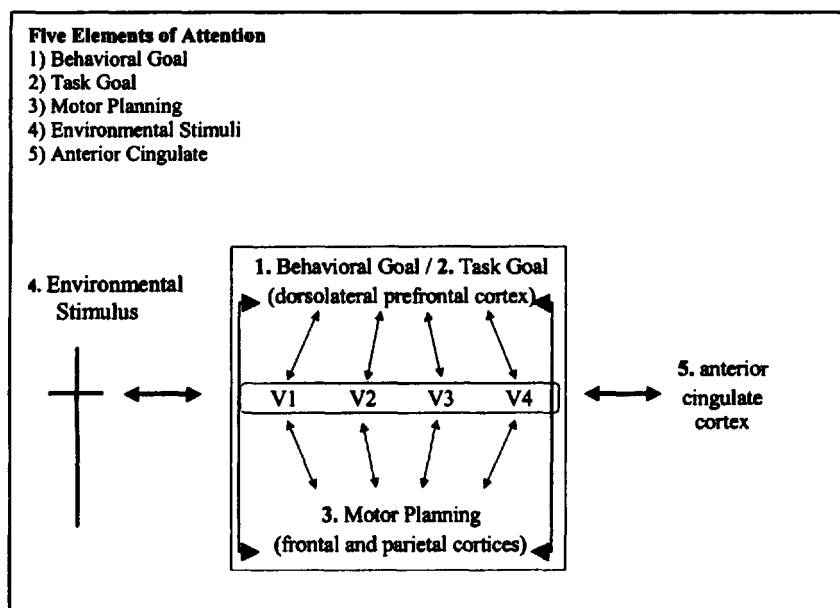 Five Elements of Attention
1) Behavioral Goal
2) Task Goal
3) Motor Planning
4) Environmental Stimuli
5) Anterior Cingulate
1. Behavioral Goal / 2. Task Goal
(dorsolateral prefrontal cortex)
4. Environmental
Stimulus
V1 V2 V3 V4
5. anterior
cingulate
cortex
3. Motor Planning
(frontal and parietal cortices)